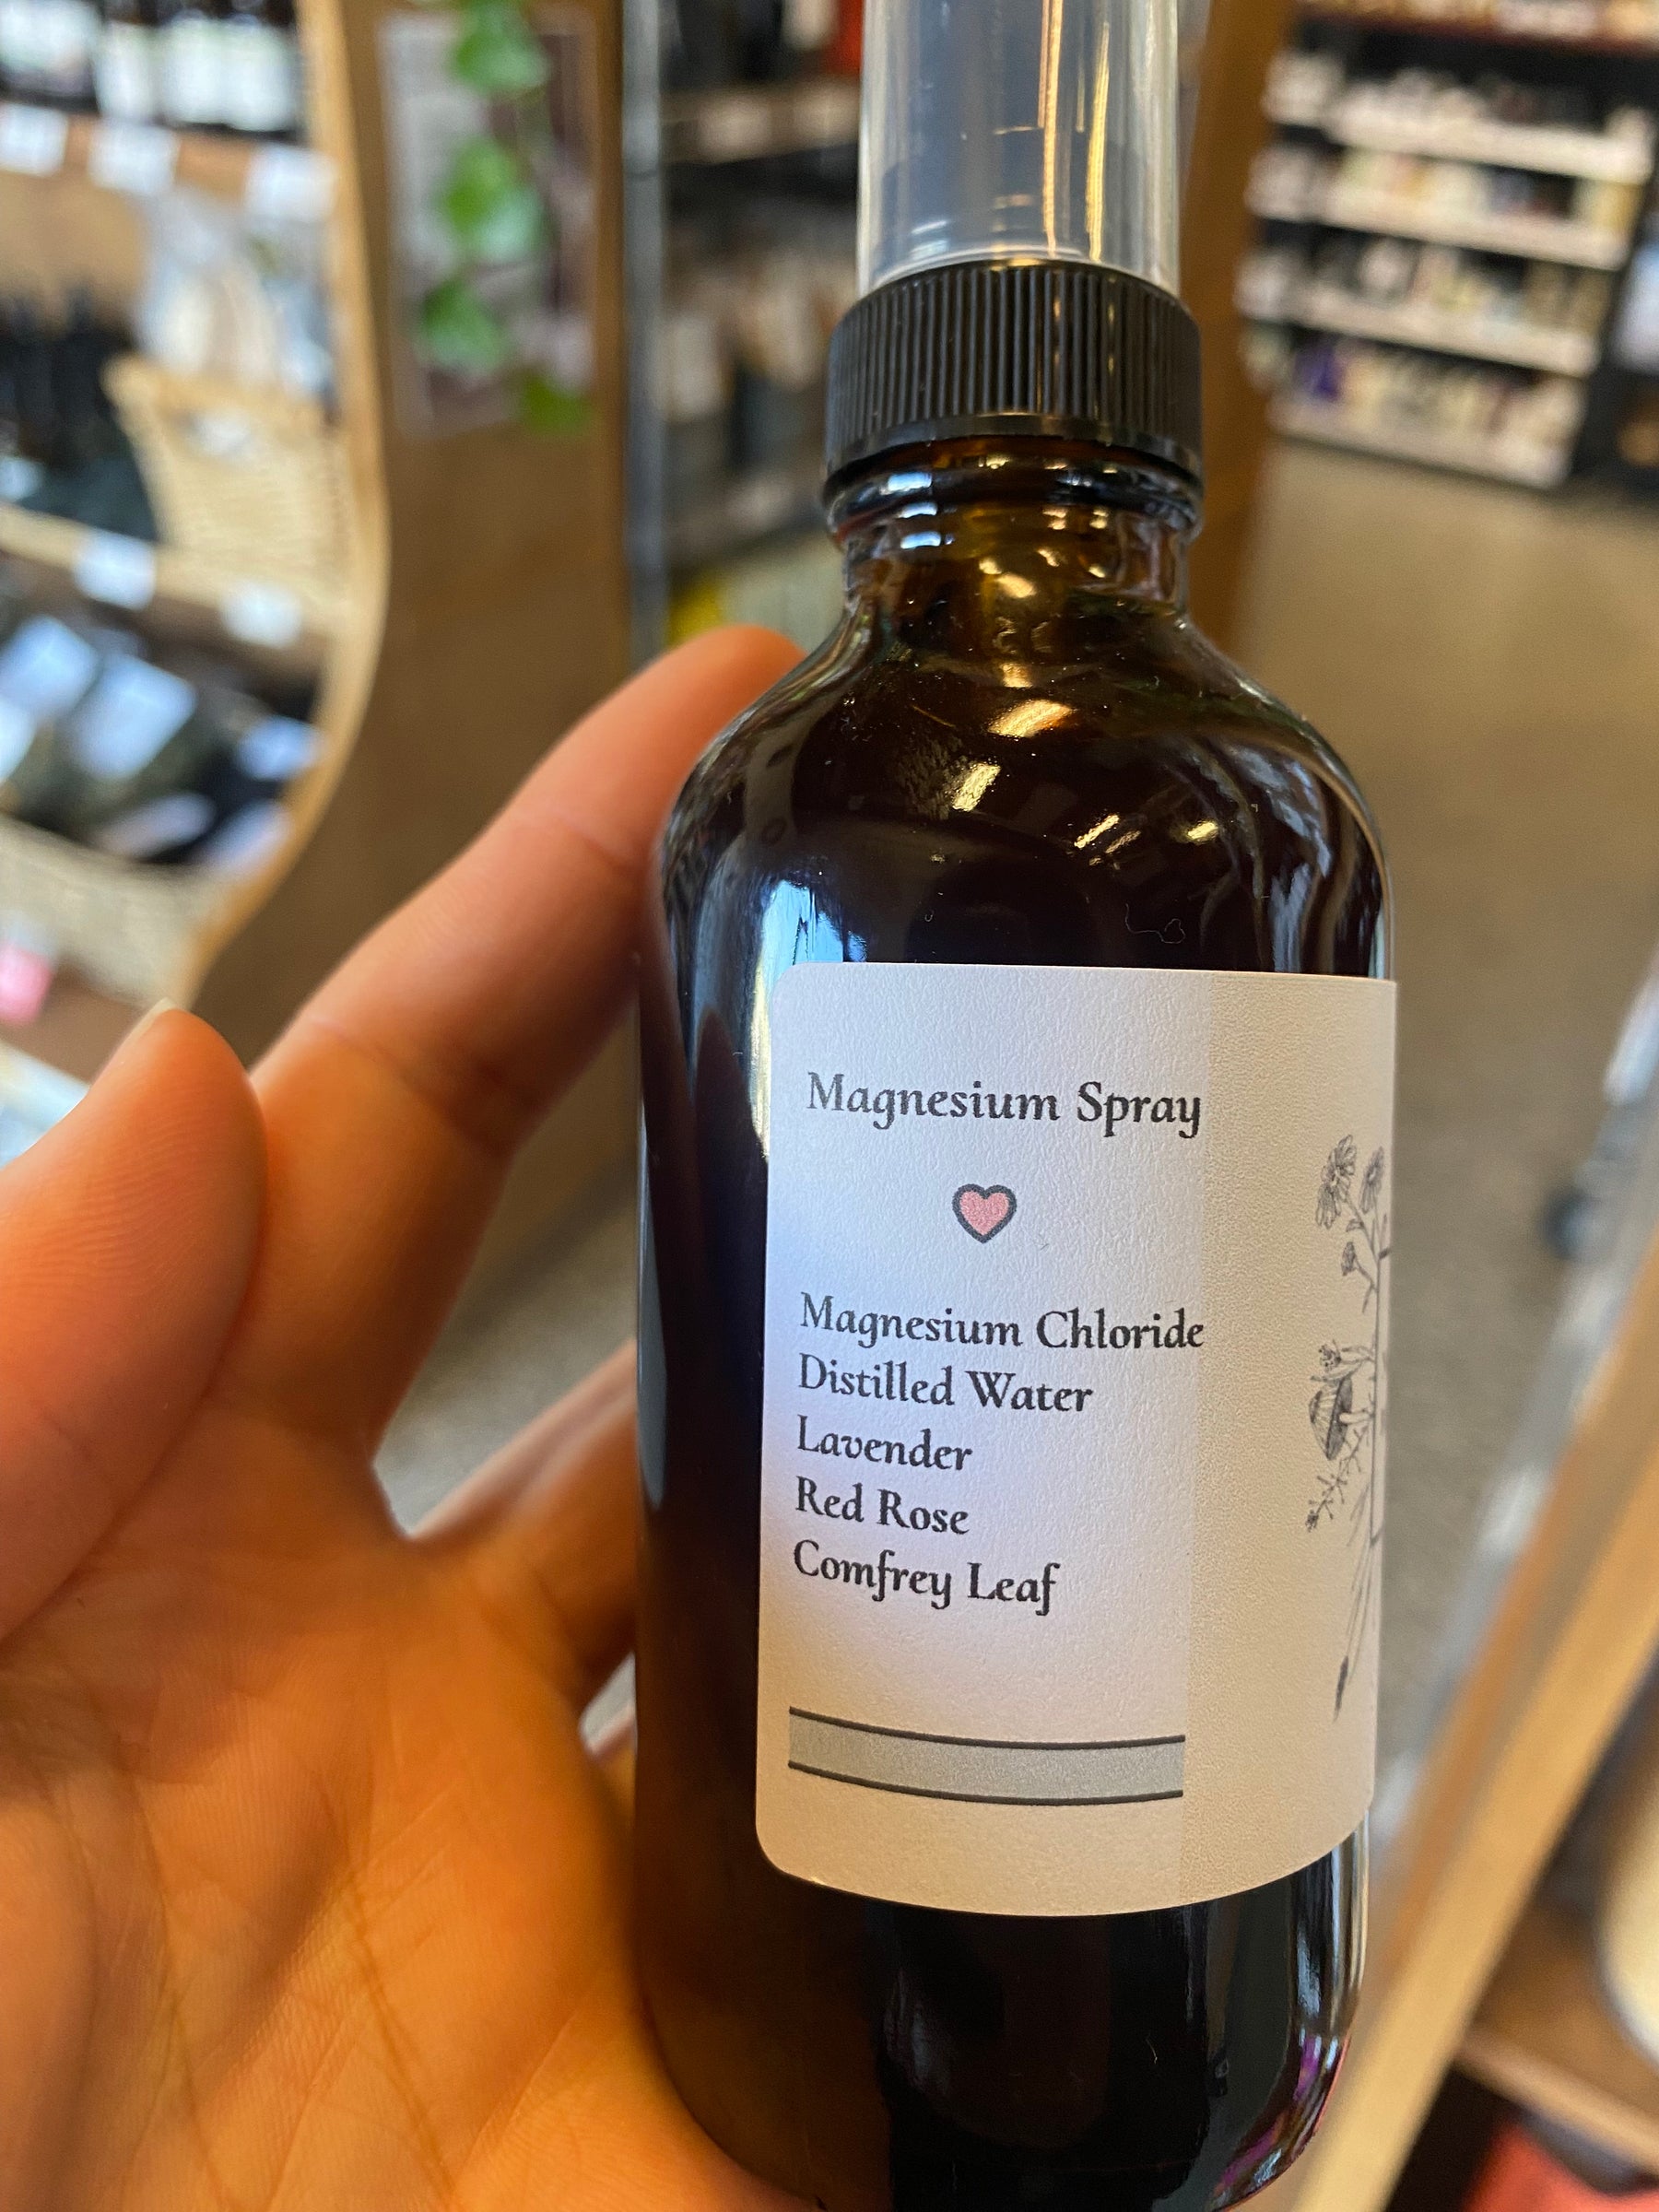 Magnesium Spray
Magnesium Chloride
Distilled Water
Lavender
Red Rose
Comfrey Leaf